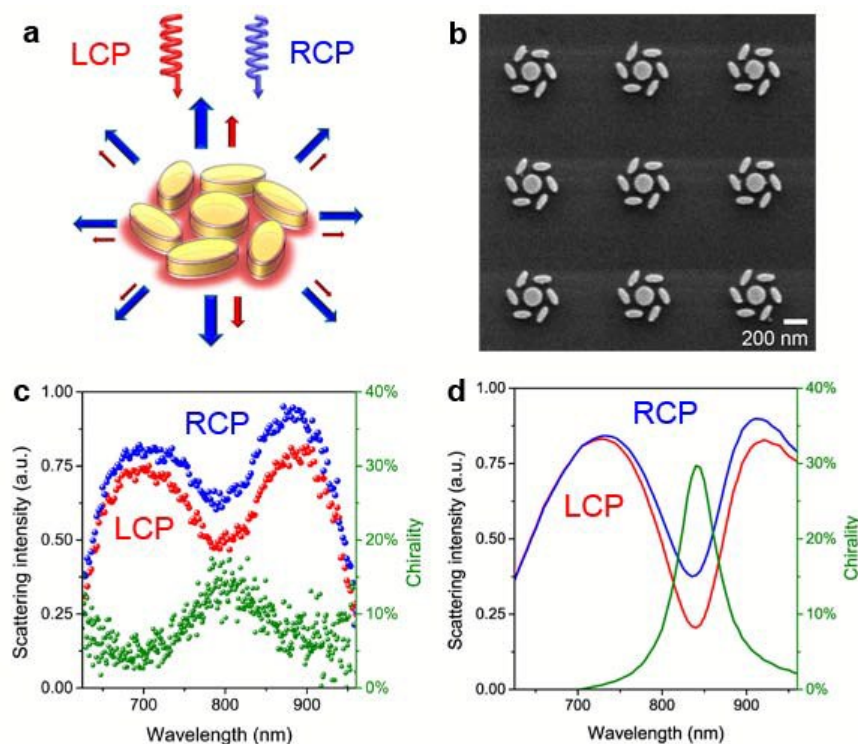 a
LCP
RCP
b
200 nm
c
1.00
0.75
0.50
0.25
0.00
Scattering intensity (a.u.)
RCP
LCP
40%
30%
20%
10%
0%
Chirality
700
800
900
Wavelength (nm)
d
1.00
0.75
0.50
0.25
0.00
Scattering intensity (a.u.)
RCP
LCP
40%
30%
20%
10%
0%
Chirality
700
800
900
Wavelength (nm)